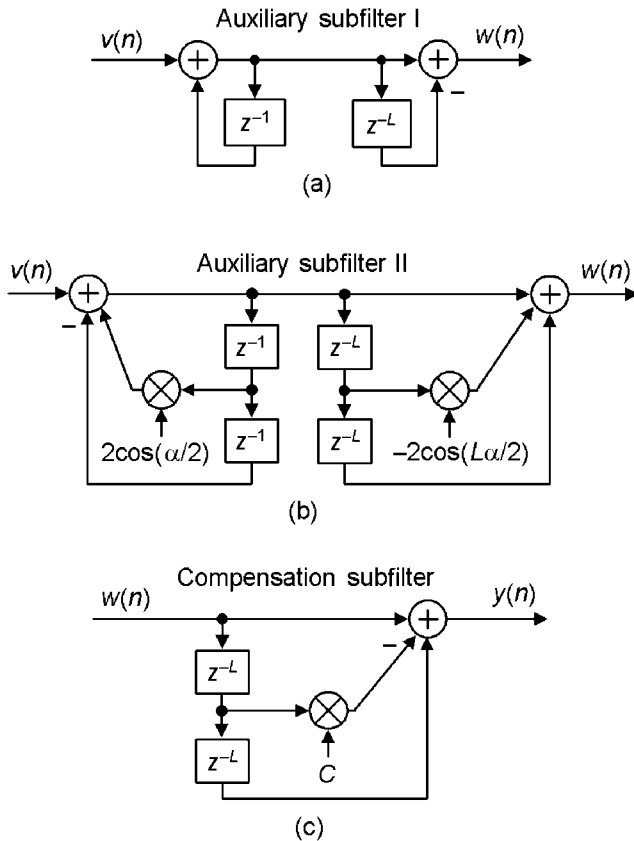 Auxiliary subfilter I
v(n) + + w(n)
–
z⁻¹ z⁻ᴸ
(a)
Auxiliary subfilter II
v(n) + + w(n)
–
z⁻¹ z⁻ᴸ
z⁻¹ z⁻ᴸ
2cos(α/2) –2cos(Lα/2)
(b)
Compensation subfilter
w(n) + y(n)
–
z⁻ᴸ
z⁻ᴸ
C
(c)